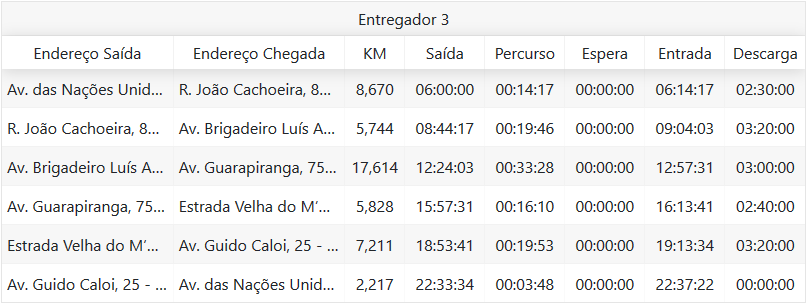 Entregador 3
Endereço Saída Endereço Chegada KM Saída Percurso Espera Entrada Descarga
Av. das Nações Unid... R. João Cachoeira, 8... 8,670 06:00:00 00:14:17 00:00:00 06:14:17 02:30:00
R. João Cachoeira, 8... Av. Brigadeiro Luís A... 5,744 08:44:17 00:19:46 00:00:00 09:04:03 03:20:00
Av. Brigadeiro Luís A... Av. Guarapiranga, 75... 17,614 12:24:03 00:33:28 00:00:00 12:57:31 03:00:00
Av. Guarapiranga, 75... Estrada Velha do M'... 5,828 15:57:31 00:16:10 00:00:00 16:13:41 02:40:00
Estrada Velha do M'... Av. Guido Caloi, 25 - ... 7,211 18:53:41 00:19:53 00:00:00 19:13:34 03:20:00
Av. Guido Caloi, 25 - ... Av. das Nações Unid... 2,217 22:33:34 00:03:48 00:00:00 22:37:22 00:00:00